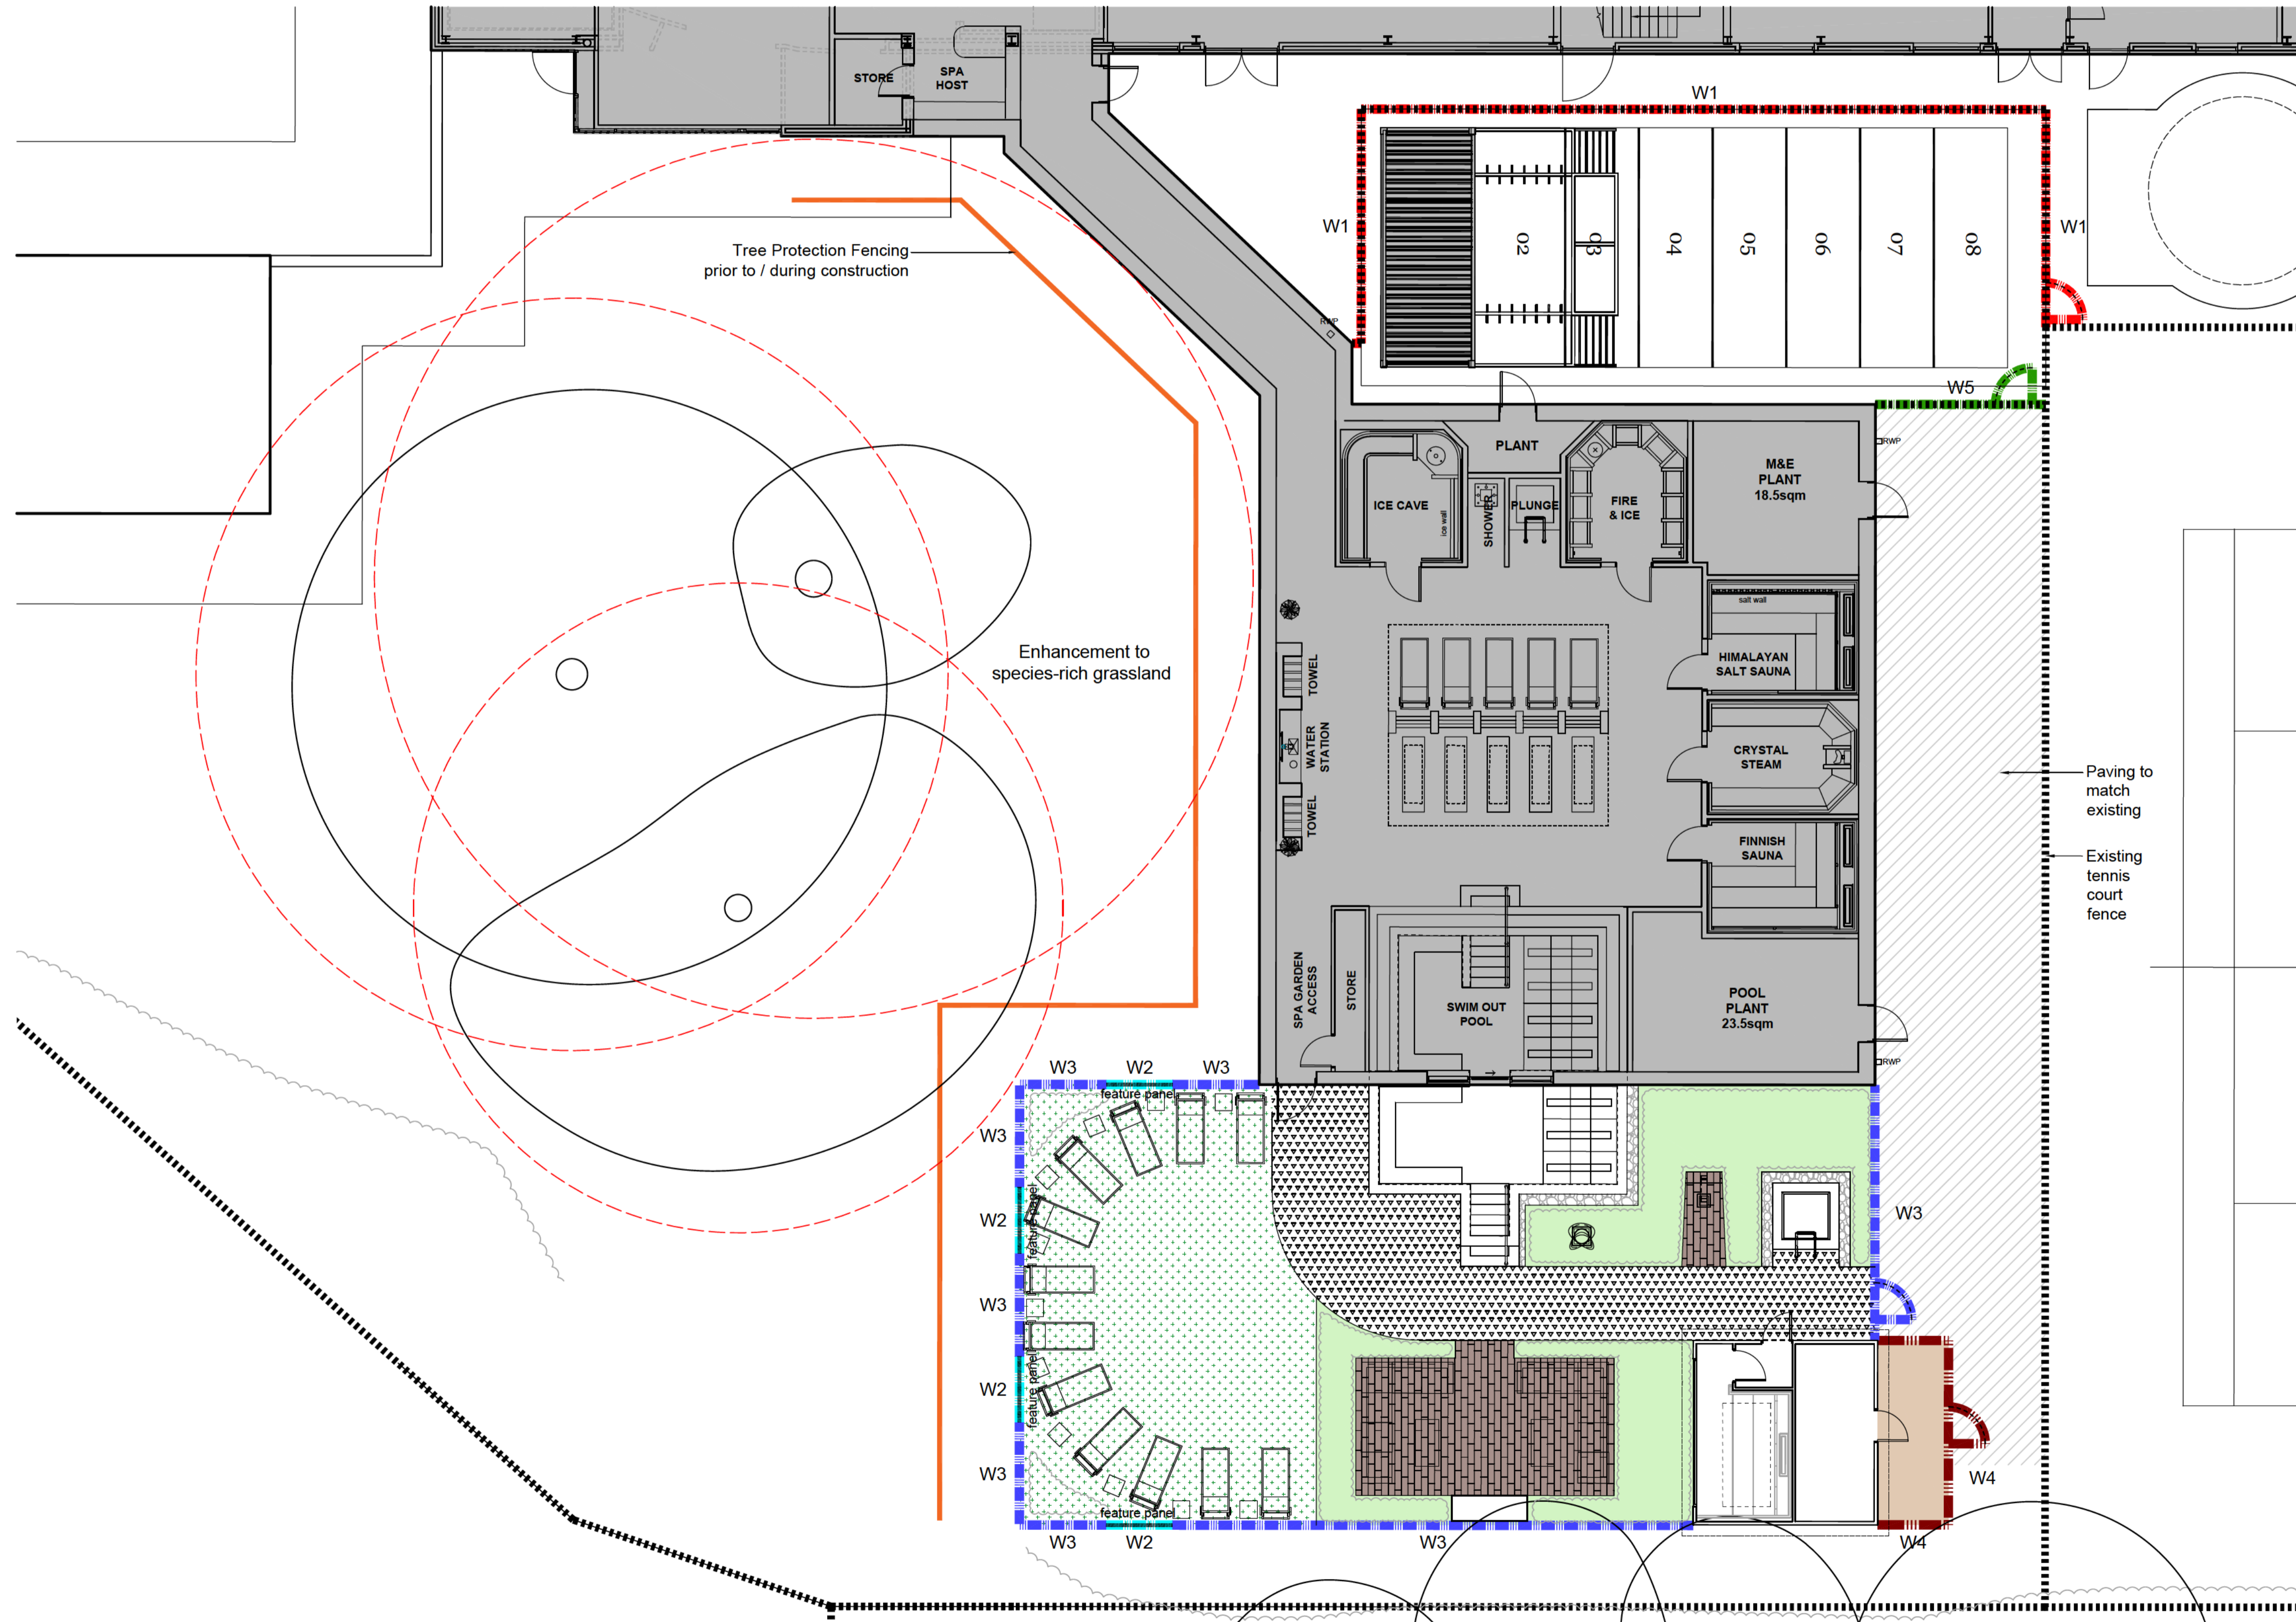 STORE
SPA
HOST
W1
W1
W1
Tree Protection Fencing
prior to / during construction
02
03
04
05
06
07
08
RWP
W5
RWP
PLANT
M&E
PLANT
18.5sqm
ICE CAVE
ice wall
SHOWER
PLUNGE
FIRE
& ICE
salt wall
HIMALAYAN
SALT SAUNA
Enhancement to
species-rich grassland
TOWEL
WATER
STATION
TOWEL
CRYSTAL
STEAM
FINNISH
SAUNA
Paving to
match
existing
Existing
tennis
court
fence
SPA GARDEN
ACCESS
STORE
SWIM OUT
POOL
POOL
PLANT
23.5sqm
RWP
W3
W2
W3
feature panel
W3
W2
feature panel
W3
W3
W2
feature panel
W3
W4
feature panel
W3
W2
W3
W4